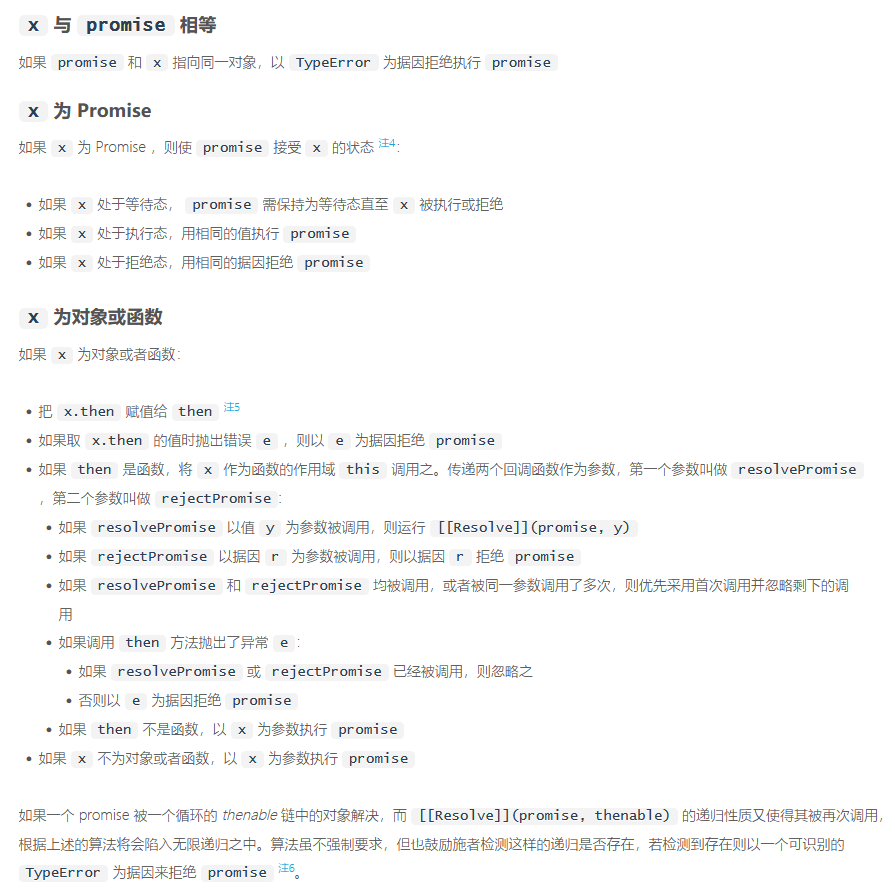 x 与 promise 相等
如果 promise 和 x 指向同一对象，以 TypeError 为据因拒绝执行 promise
x 为 Promise
如果 x 为 Promise ，则使 promise 接受 x 的状态 注4:
• 如果 x 处于等待态， promise 需保持为等待态直至 x 被执行或拒绝
• 如果 x 处于执行态，用相同的值执行 promise
• 如果 x 处于拒绝态，用相同的据因拒绝 promise
x 为对象或函数
如果 x 为对象或者函数：
• 把 x.then 赋值给 then 注5
• 如果取 x.then 的值时抛出错误 e ，则以 e 为据因拒绝 promise
• 如果 then 是函数，将 x 作为函数的作用域 this 调用之。传递两个回调函数作为参数，第一个参数叫做 resolvePromise
，第二个参数叫做 rejectPromise :
• 如果 resolvePromise 以值 y 为参数被调用，则运行 [[Resolve]](promise, y)
• 如果 rejectPromise 以据因 r 为参数被调用，则以据因 r 拒绝 promise
• 如果 resolvePromise 和 rejectPromise 均被调用，或者被同一参数调用了多次，则优先采用首次调用并忽略剩下的调
用
• 如果调用 then 方法抛出了异常 e :
• 如果 resolvePromise 或 rejectPromise 已经被调用，则忽略之
• 否则以 e 为据因拒绝 promise
• 如果 then 不是函数，以 x 为参数执行 promise
• 如果 x 不为对象或者函数，以 x 为参数执行 promise
如果一个 promise 被一个循环的 thenable 链中的对象解决，而 [[Resolve]](promise, thenable) 的递归性质又使得其被再次调用，
根据上述的算法将会陷入无限递归之中。算法虽不强制要求，但也鼓励施者检测这样的递归是否存在，若检测到存在则以一个可识别的
TypeError 为据因来拒绝 promise 注6。